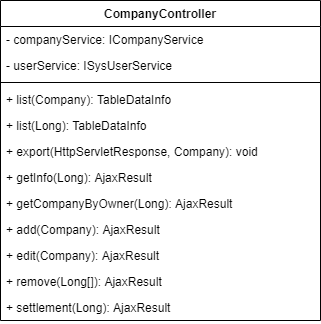 CompanyController
- companyService: ICompanyService
- userService: ISysUserService
+ list(Company): TableDataInfo
+ list(Long): TableDataInfo
+ export(HttpServletResponse, Company): void
+ getInfo(Long): AjaxResult
+ getCompanyByOwner(Long): AjaxResult
+ add(Company): AjaxResult
+ edit(Company): AjaxResult
+ remove(Long[]): AjaxResult
+ settlement(Long): AjaxResult